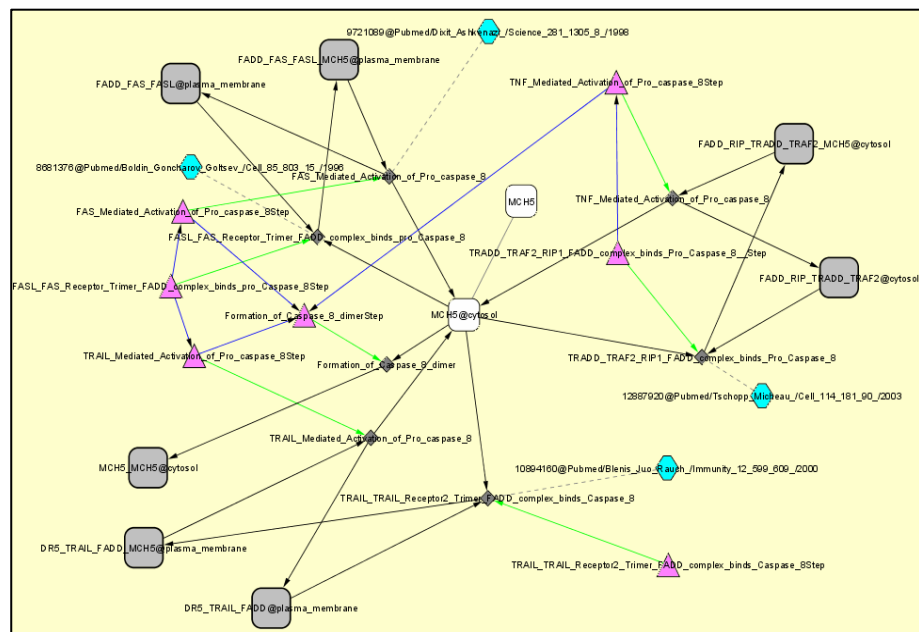 9721089@Pubmed/Dixit_Ashkenazi_/Science_281_1305_8_/1998
FADD_FAS_FASL_MCH5@plasma_membrane
FADD_FAS_FASL@plasma_membrane
TNF_Mediated_Activation_of_Pro_caspase_8Step
FADD_RIP_TRADD_TRAF2_MCH5@cytosol
8681376@Pubmed/Boldin_Goncharov_Goltsev_/Cell_85_803_15_/1996
FAS_Mediated_Activation_of_Pro_caspase_8
TNF_Mediated_Activation_of_Pro_caspase_8
MCH5
FAS_Mediated_Activation_of_Pro_caspase_8Step
FASL_FAS_Receptor_Trimer_FADD_complex_binds_pro_Caspase_8
TRADD_TRAF2_RIP1_FADD_complex_binds_Pro_Caspase_8__Step
FADD_RIP_TRADD_TRAF2@cytosol
FASL_FAS_Receptor_Trimer_FADD_complex_binds_pro_Caspase_8Step
Formation_of_Caspase_8_dimerStep
MCH5@cytosol
TRAIL_Mediated_Activation_of_Pro_caspase_8Step
TRADD_TRAF2_RIP1_FADD_complex_binds_Pro_Caspase_8
Formation_of_Caspase_8_dimer
12887920@Pubmed/Tschopp_Micheau_/Cell_114_181_90_/2003
TRAIL_Mediated_Activation_of_Pro_caspase_8
MCH5_MCH5@cytosol
10894160@Pubmed/Blenis_Juo_Rauch_/Immunity_12_599_609_/2000
TRAIL_TRAIL_Receptor2_Trimer_FADD_complex_binds_Caspase_8
DR5_TRAIL_FADD_MCH5@plasma_membrane
TRAIL_TRAIL_Receptor2_Trimer_FADD_complex_binds_Caspase_8Step
DR5_TRAIL_FADD@plasma_membrane